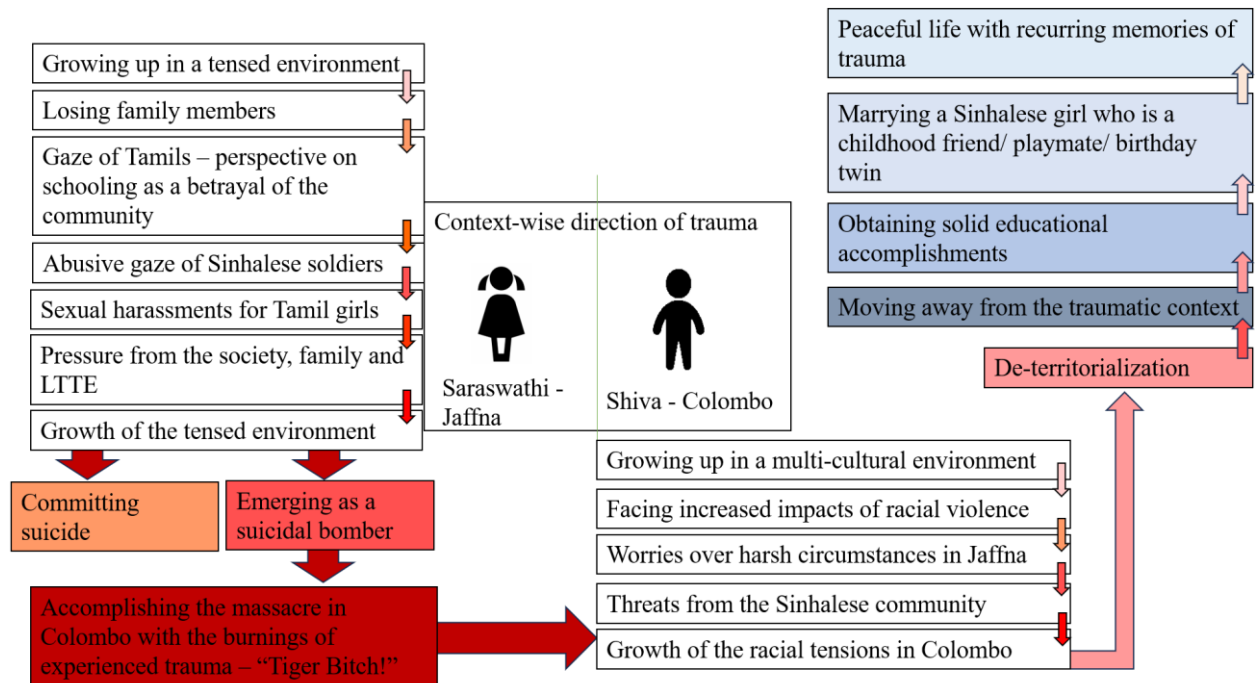 Growing up in a tensed environment
Losing family members
Gaze of Tamils – perspective on
schooling as a betrayal of the
community
Abusive gaze of Sinhalese soldiers
Sexual harassments for Tamil girls
Pressure from the society, family and
LTTE
Growth of the tensed environment
Committing
suicide
Emerging as a
suicidal bomber
Accomplishing the massacre in
Colombo with the burnings of
experienced trauma – “Tiger Bitch!”
Context-wise direction of trauma
Saraswathi -
Jaffna
Shiva - Colombo
Growing up in a multi-cultural environment
Facing increased impacts of racial violence
Worries over harsh circumstances in Jaffna
Threats from the Sinhalese community
Growth of the racial tensions in Colombo
Peaceful life with recurring memories of
trauma
Marrying a Sinhalese girl who is a
childhood friend/ playmate/ birthday
twin
Obtaining solid educational
accomplishments
Moving away from the traumatic context
De-territorialization